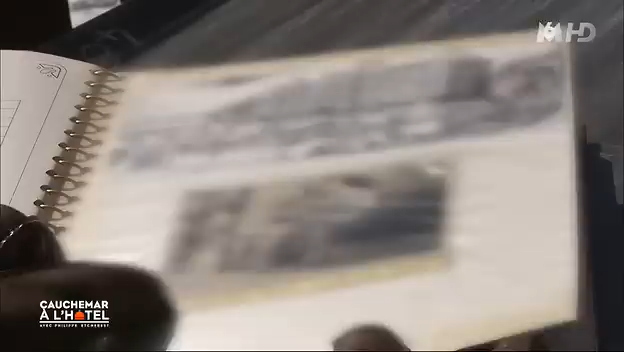 M6 HD
CAUCHEMAR
À L'HÔTEL
AVEC PHILIPPE ETCHEBEST